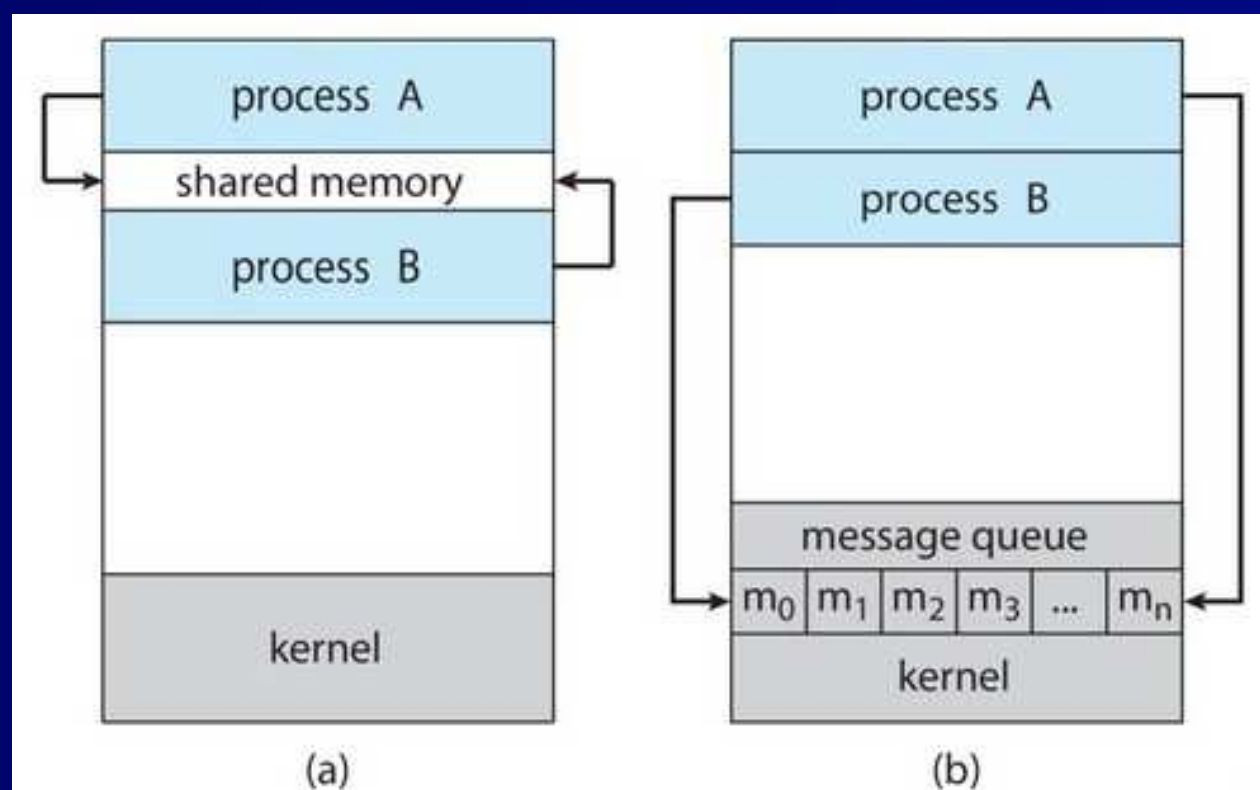 process A
shared memory
process B
kernel
(a)
process A
process B
message queue
m₀ m₁ m₂ m₃ ... mₙ
kernel
(b)